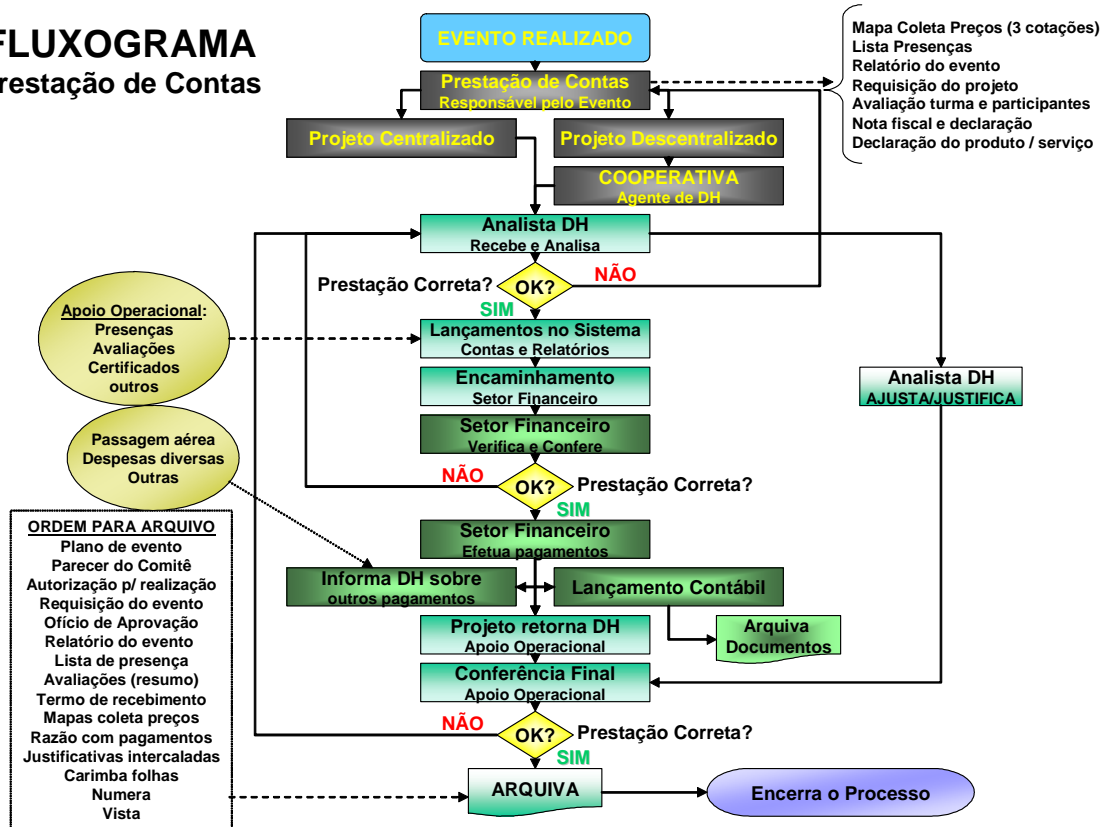 FLUXOGRAMA
restação de Contas
EVENTO REALIZADO
Prestação de Contas
Responsável pelo Evento
Mapa Coleta Preços (3 cotações)
Lista Presenças
Relatório do evento
Requisição do projeto
Avaliação turma e participantes
Nota fiscal e declaração
Declaração do produto / serviço
Projeto Centralizado
Projeto Descentralizado
COOPERATIVA
Agente de DH
Analista DH
Recebe e Analisa
Prestação Correta?
OK?
NÃO
SIM
Apoio Operacional:
Presenças
Avaliações
Certificados
outros
Lançamentos no Sistema
Contas e Relatórios
Encaminhamento
Setor Financeiro
Analista DH
AJUSTA/JUSTIFICA
Setor Financeiro
Verifica e Confere
Passagem aérea
Despesas diversas
Outras
NÃO
OK?
Prestação Correta?
SIM
Setor Financeiro
Efetua pagamentos
Informa DH sobre
outros pagamentos
Lançamento Contábil
Projeto retorna DH
Apoio Operacional
Arquiva
Documentos
Conferência Final
Apoio Operacional
NÃO
OK?
Prestação Correta?
SIM
ORDEM PARA ARQUIVO
Plano de evento
Parecer do Comitê
Autorização p/ realização
Requisição do evento
Ofício de Aprovação
Relatório do evento
Lista de presença
Avaliações (resumo)
Termo de recebimento
Mapas coleta preços
Razão com pagamentos
Justificativas intercaladas
Carimba folhas
Numera
Vista
ARQUIVA
Encerra o Processo